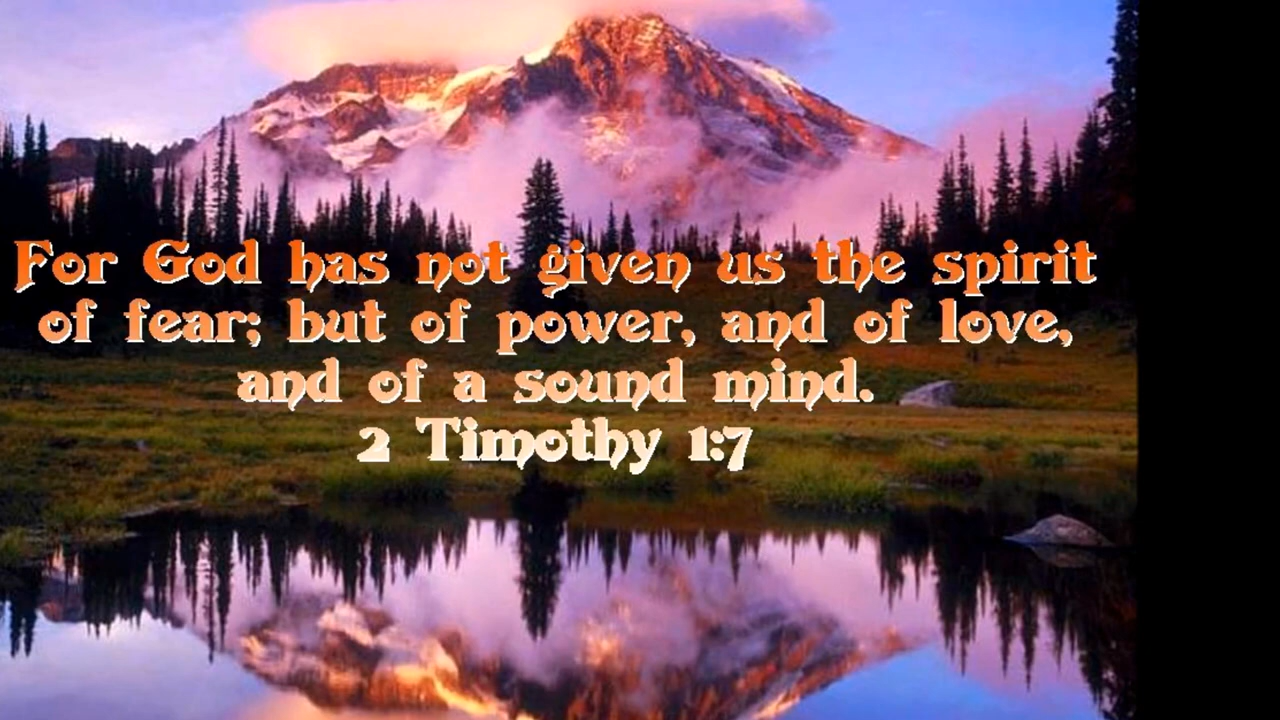 For God has not given us the spirit
of fear; but of power, and of love,
and of a sound mind.
2 Timothy 1:7